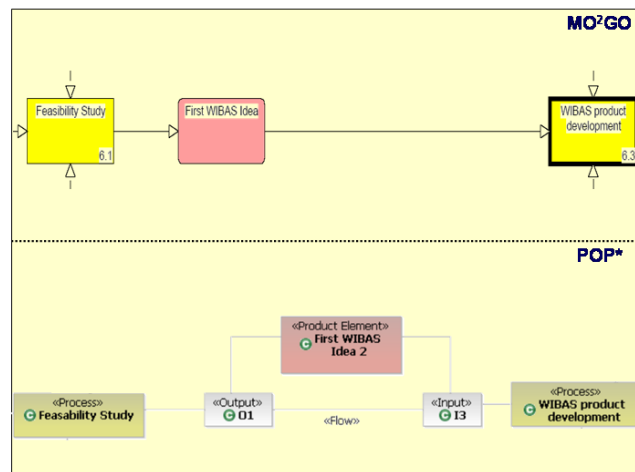 MO²GO
Feasibility Study
6.1
First WIBAS Idea
WIBAS product
development
6.3
POP*
«Product Element»
First WIBAS
Idea 2
«Process»
Feasability Study
«Output»
O1
«Flow»
«Input»
I3
«Process»
WIBAS product
development